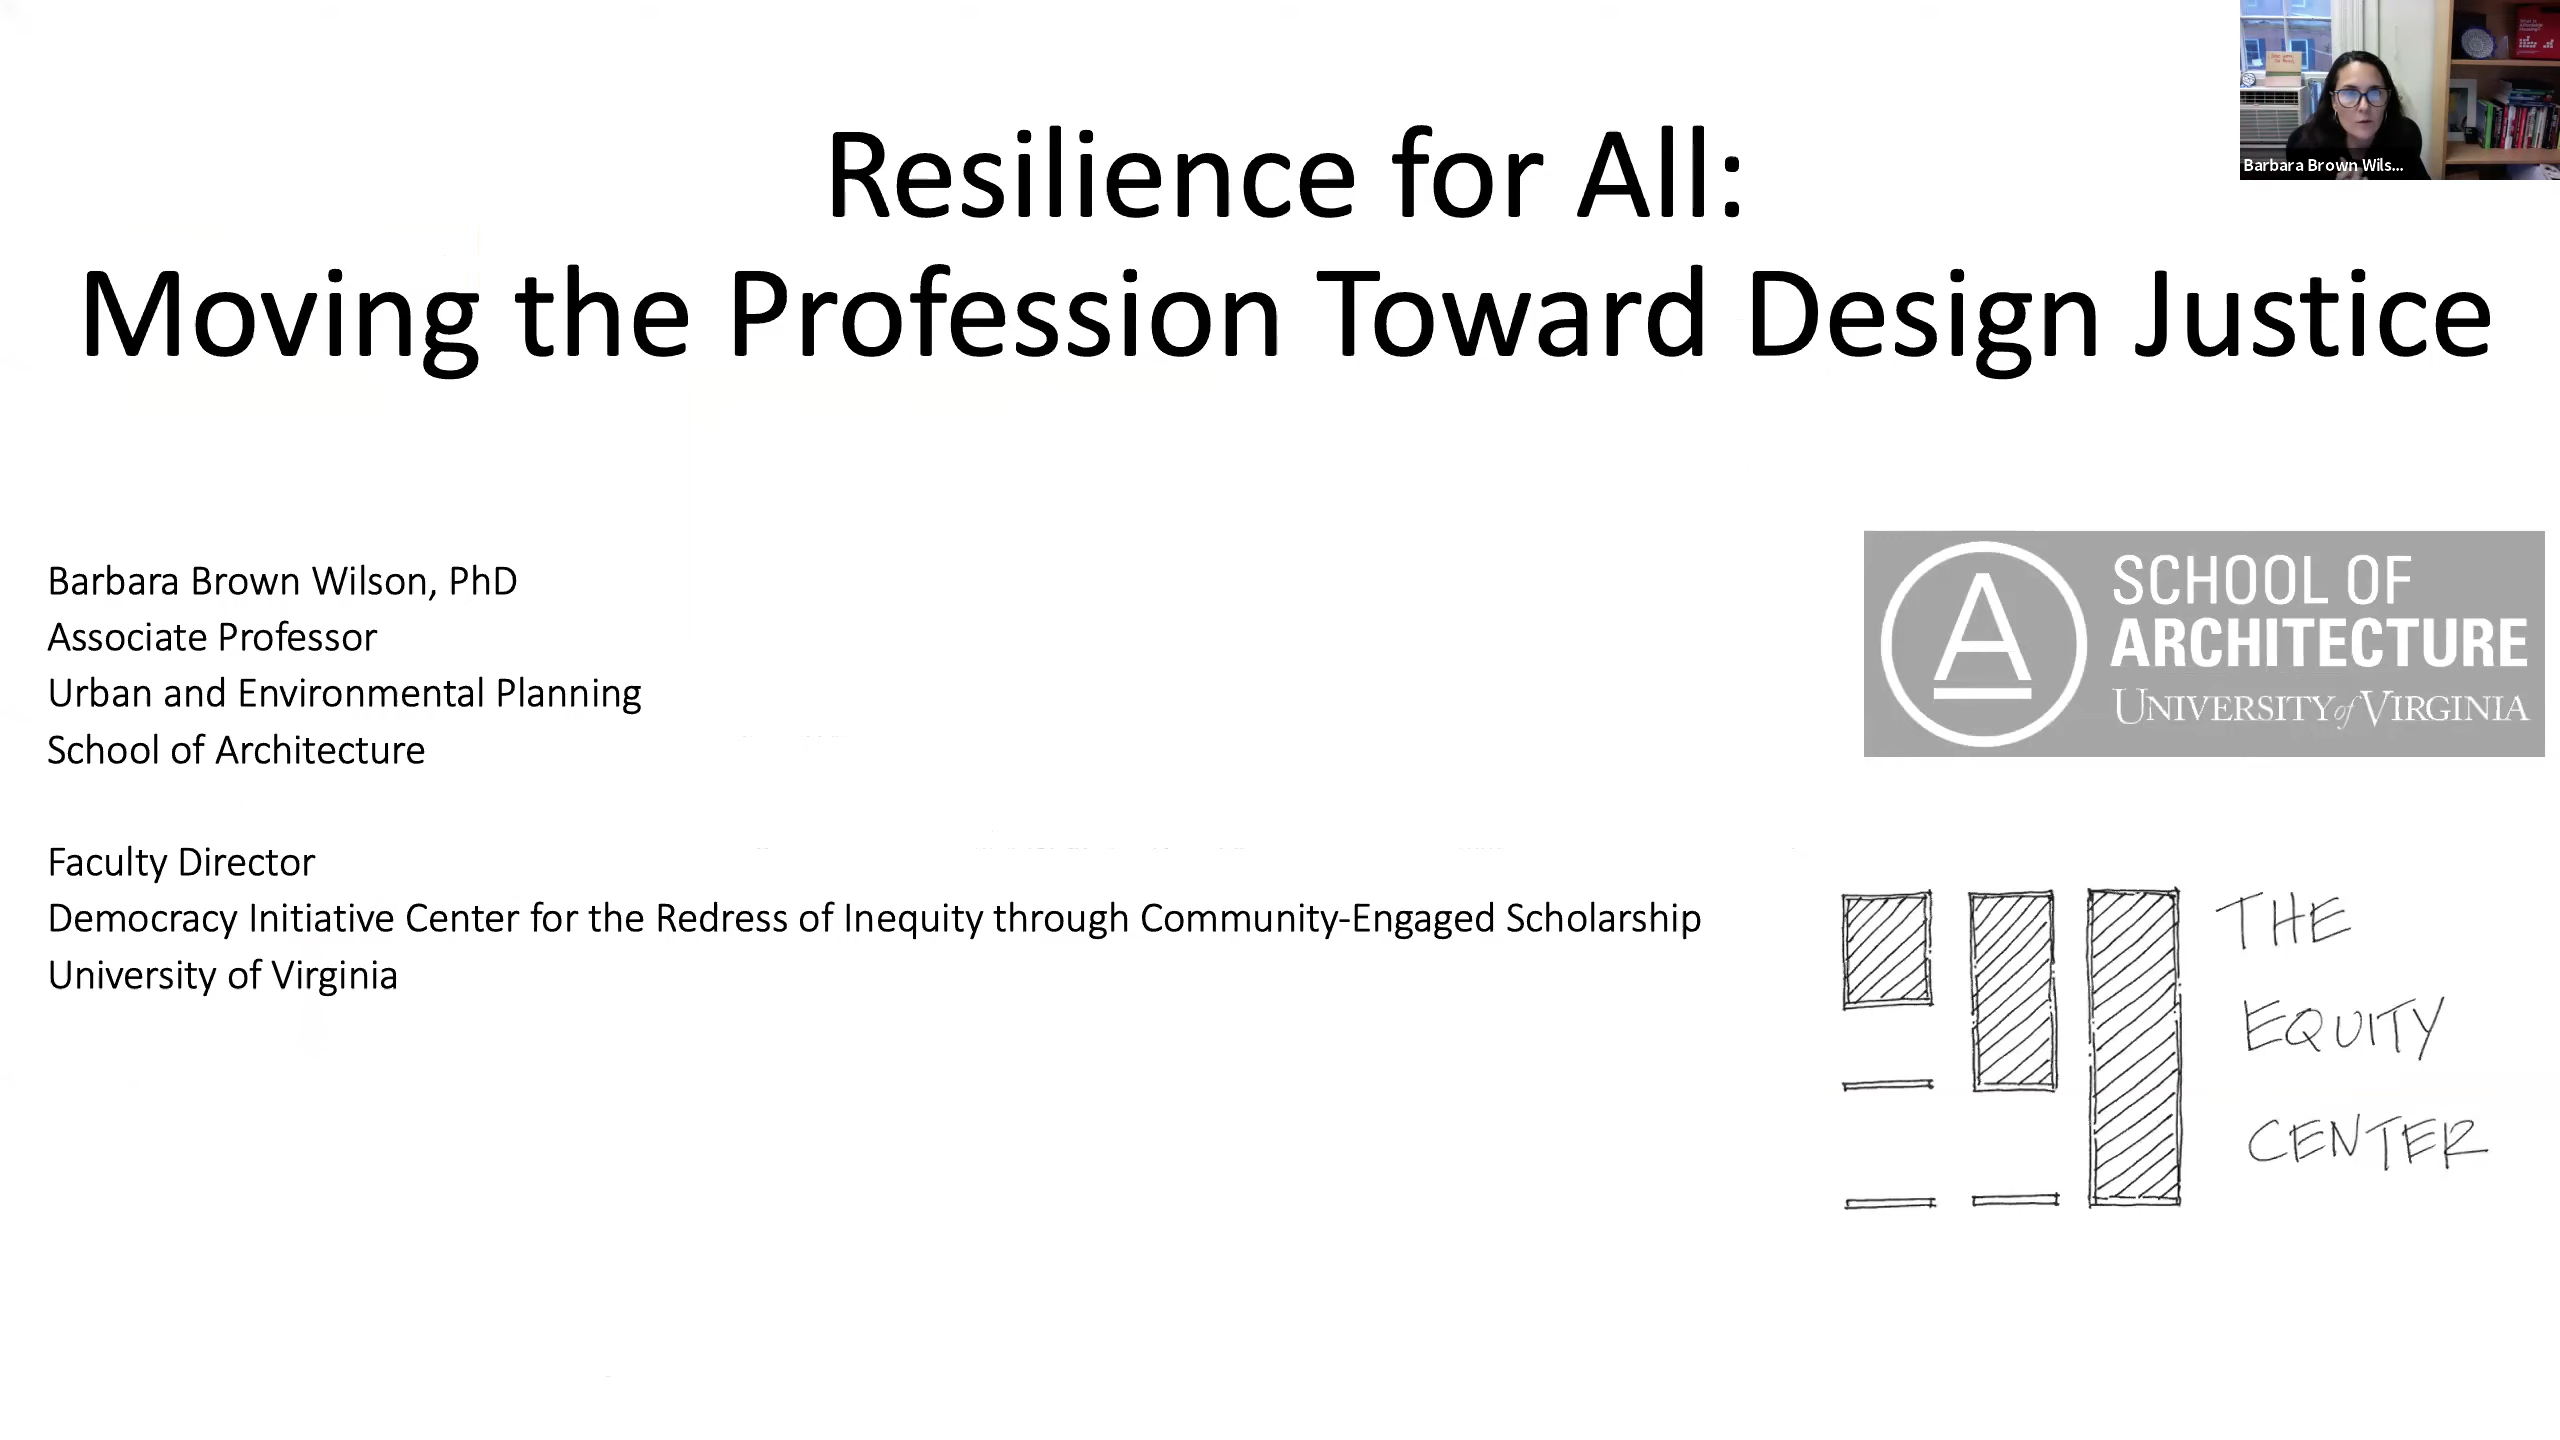 Resilience for All:
Moving the Profession Toward Design Justice
Barbara Brown Wils...
Barbara Brown Wilson, PhD
Associate Professor
Urban and Environmental Planning
School of Architecture
Faculty Director
Democracy Initiative Center for the Redress of Inequity through Community-Engaged Scholarship
University of Virginia
A
SCHOOL OF
ARCHITECTURE
UNIVERSITY of VIRGINIA
THE
EQUITY
CENTER